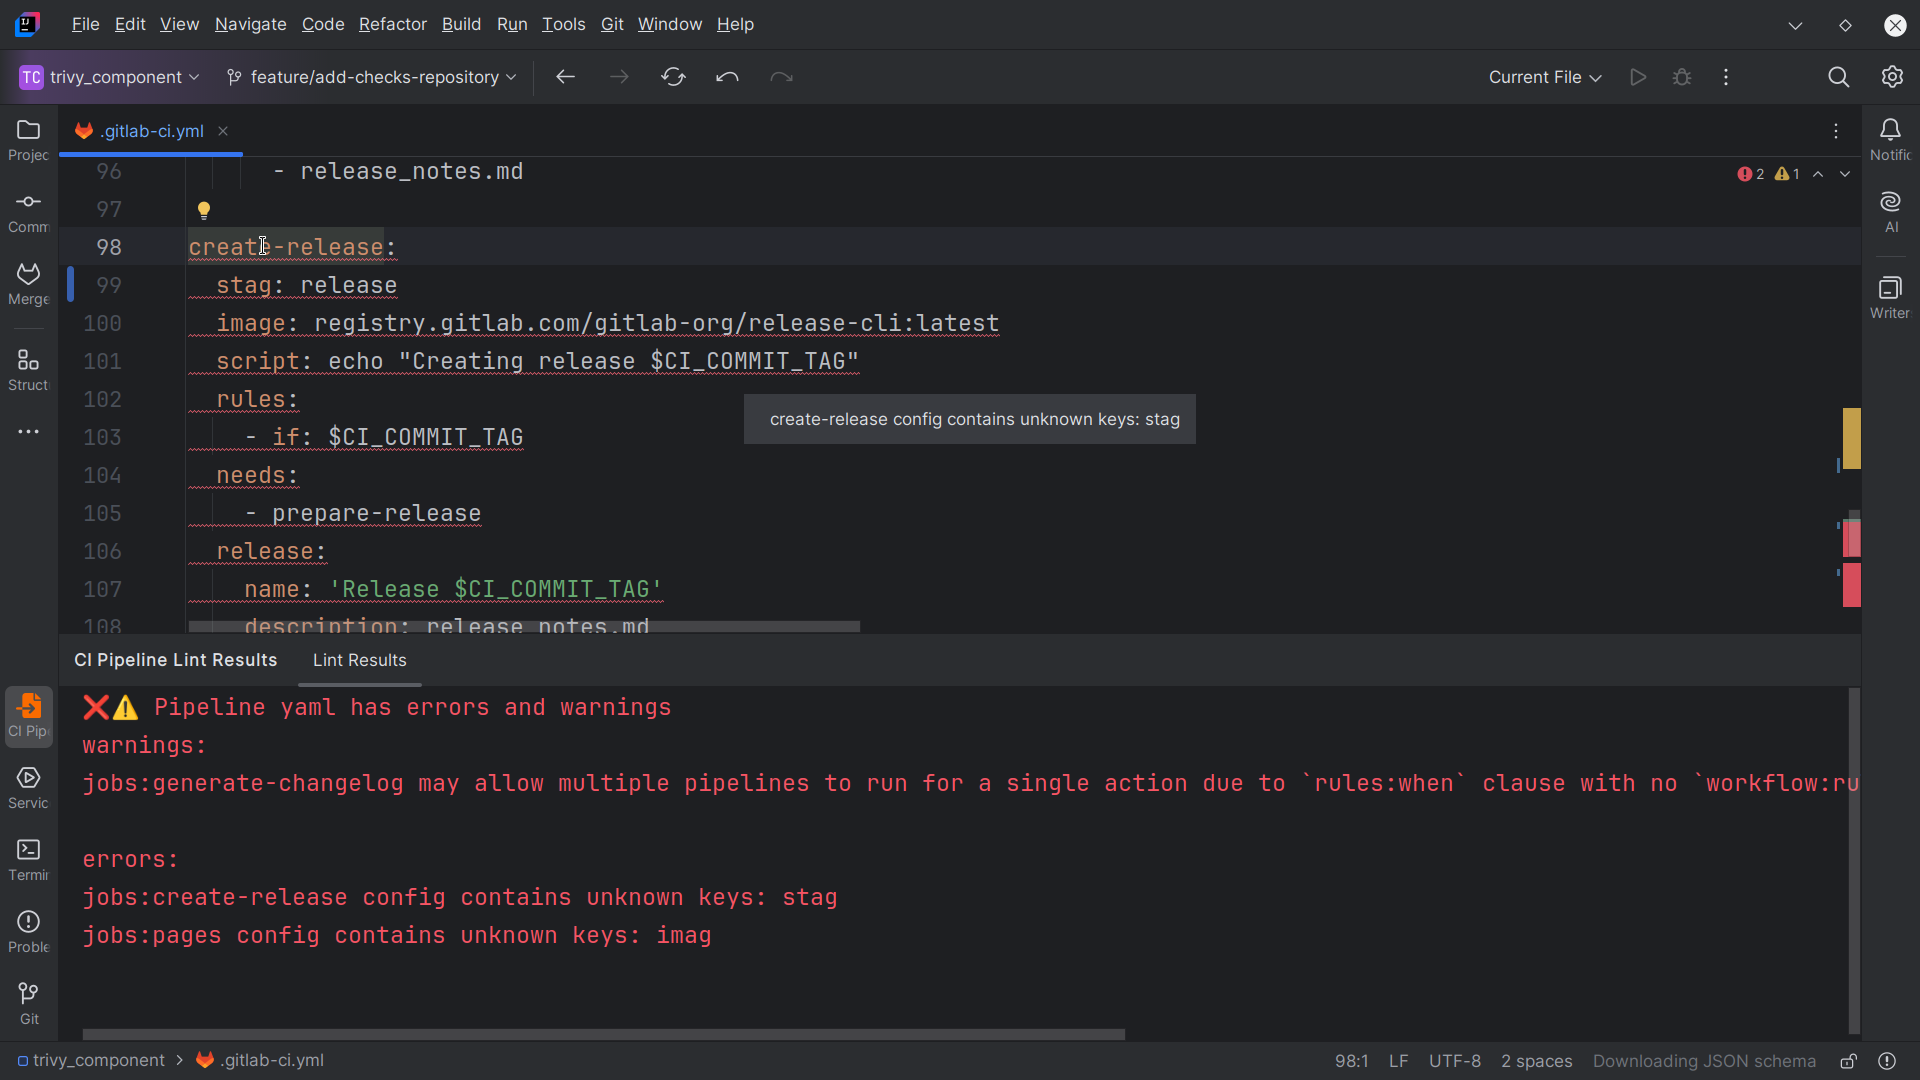 File Edit View Navigate Code Refactor Build Run Tools Git Window Help
TC trivy_component feature/add-checks-repository Current File
.gitlab-ci.yml
Projec
Comm
Merge
Struct
Notific
AI
Writer
2 1
96 - release_notes.md
97
98 create-release:
99 stag: release
100 image: registry.gitlab.com/gitlab-org/release-cli:latest
101 script: echo "Creating release $CI_COMMIT_TAG"
102 rules:
create-release config contains unknown keys: stag
103 - if: $CI_COMMIT_TAG
104 needs:
105 - prepare-release
106 release:
107 name: 'Release $CI_COMMIT_TAG'
108 description: release_notes.md
CI Pipeline Lint Results Lint Results
CI Pip
Servic
Termin
Proble
Git
❌⚠ Pipeline yaml has errors and warnings
warnings:
jobs:generate-changelog may allow multiple pipelines to run for a single action due to `rules:when` clause with no `workflow:ru
errors:
jobs:create-release config contains unknown keys: stag
jobs:pages config contains unknown keys: imag
trivy_component > .gitlab-ci.yml 98:1 LF UTF-8 2 spaces Downloading JSON schema